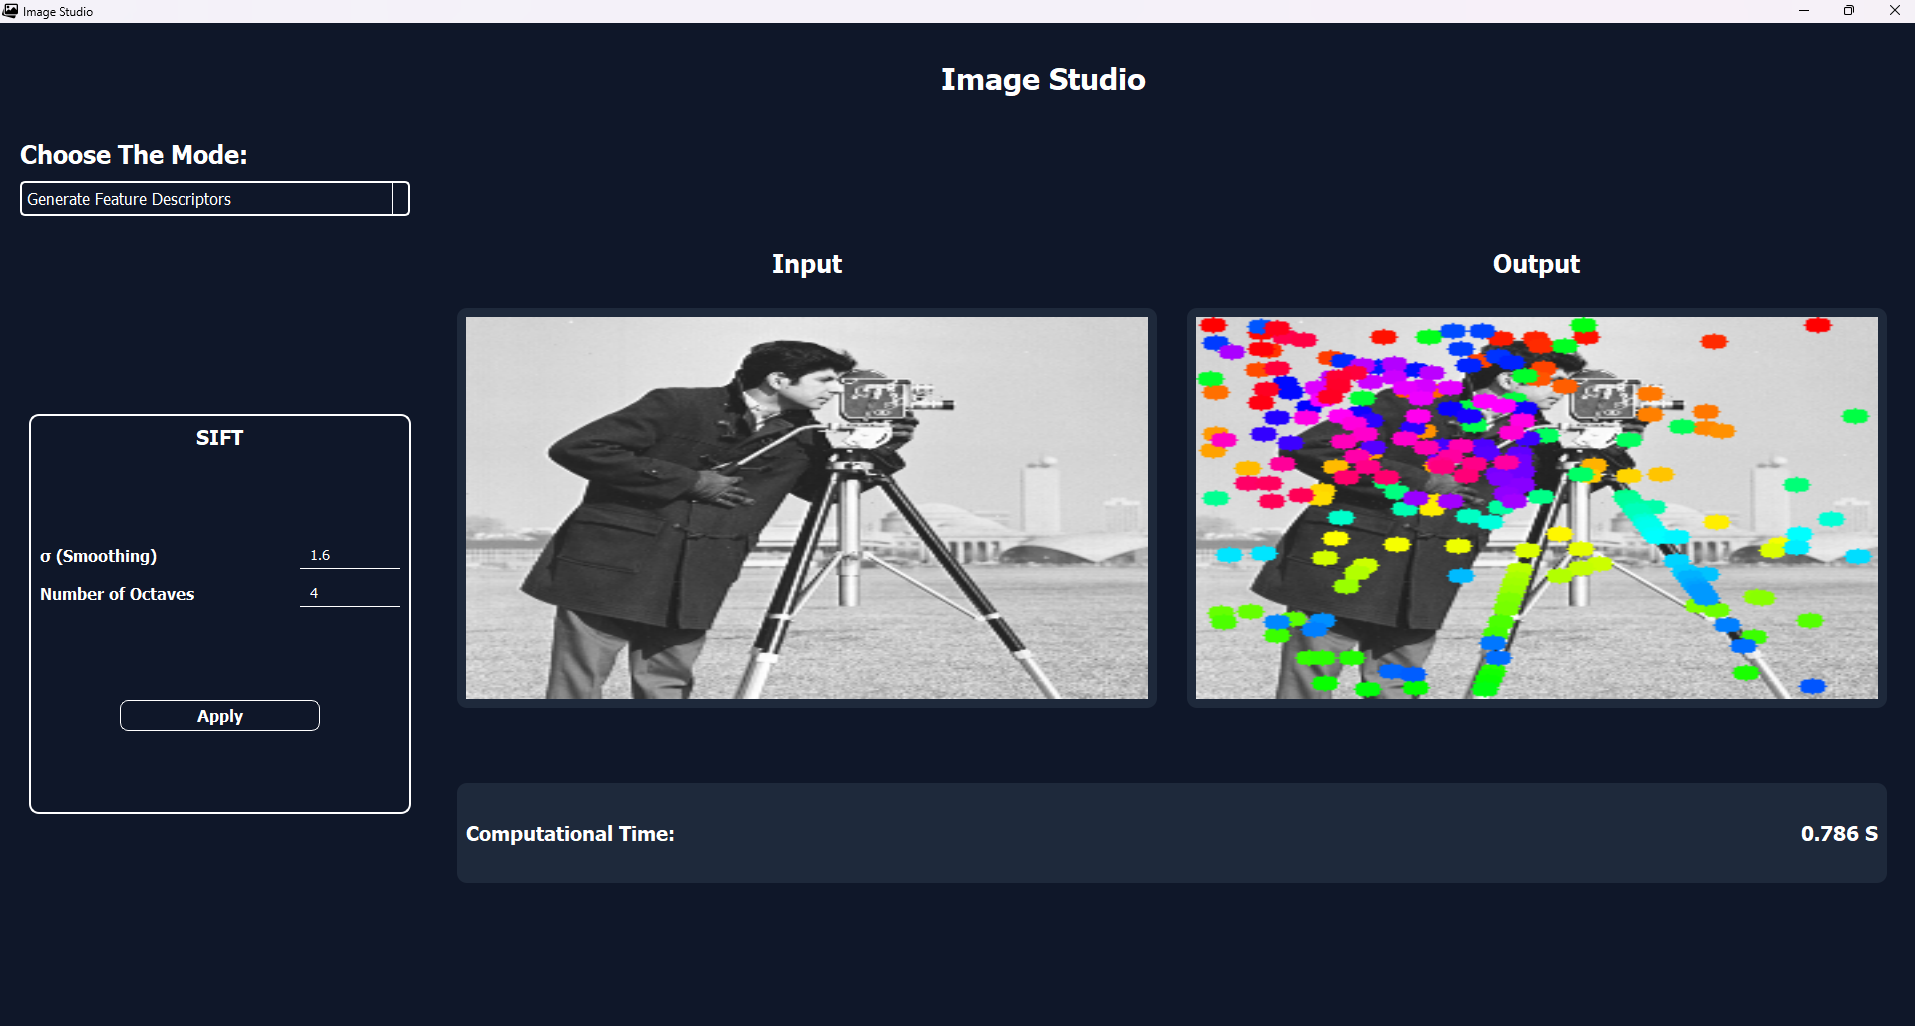 Image Studio
Image Studio
Choose The Mode:
Generate Feature Descriptors
Input
Output
SIFT
σ (Smoothing) 1.6
Number of Octaves 4
Apply
Computational Time: 0.786 S